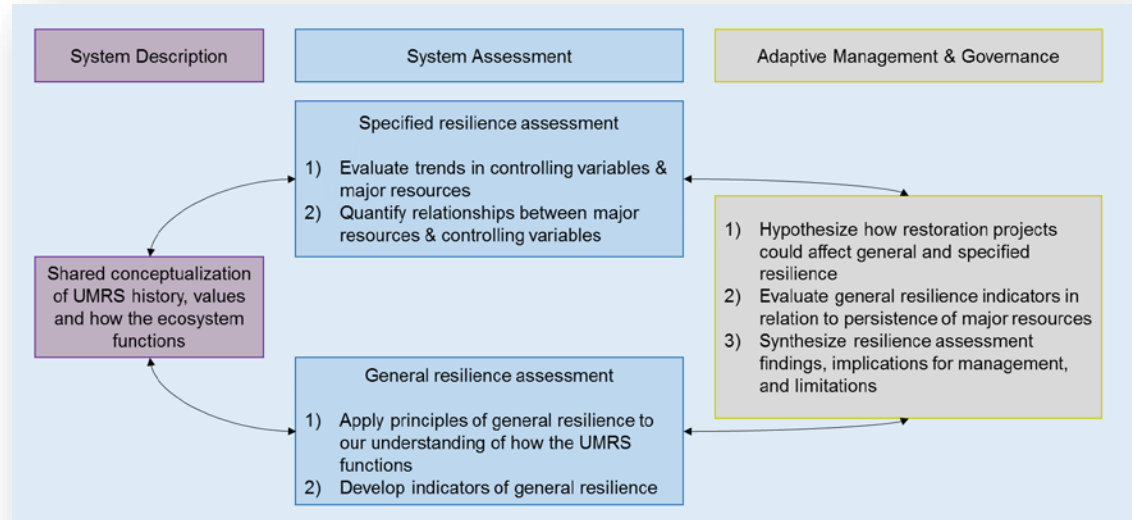 System Description
System Assessment
Adaptive Management & Governance
Specified resilience assessment
1) Evaluate trends in controlling variables &
major resources
2) Quantify relationships between major
resources & controlling variables
Shared conceptualization
of UMRS history, values
and how the ecosystem
functions
General resilience assessment
1) Apply principles of general resilience to
our understanding of how the UMRS
functions
2) Develop indicators of general resilience
1) Hypothesize how restoration projects
could affect general and specified
resilience
2) Evaluate general resilience indicators in
relation to persistence of major resources
3) Synthesize resilience assessment
findings, implications for management,
and limitations